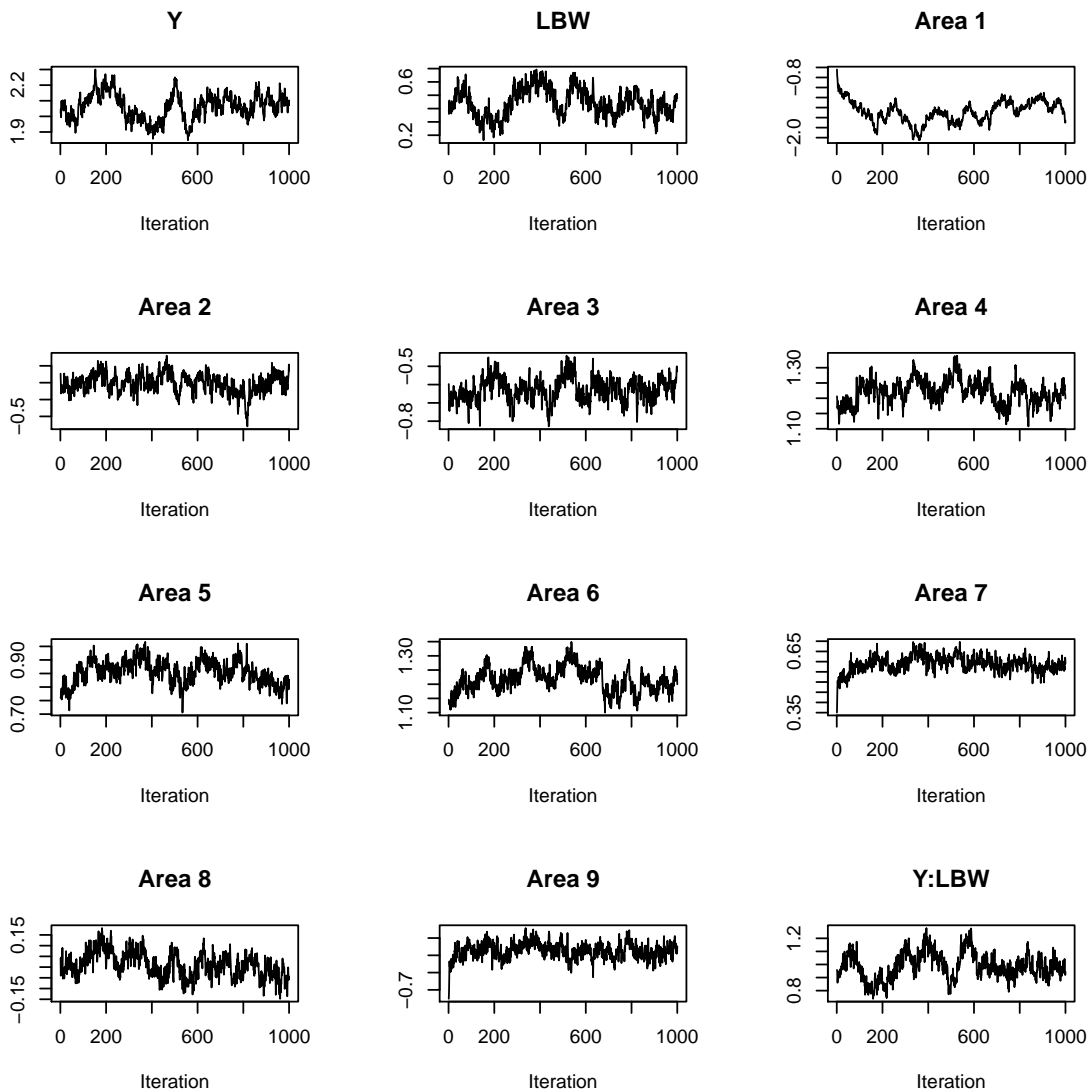 Y LBW Area 1
2.2 0.6 −0.8
1.9 0.2 −2.0
0 200 600 1000 0 200 600 1000 0 200 600 1000
Iteration Iteration Iteration
Area 2 Area 3 Area 4
−0.5 −0.5 1.30
−0.8 1.10
0 200 600 1000 0 200 600 1000 0 200 600 1000
Iteration Iteration Iteration
Area 5 Area 6 Area 7
0.90 1.30 0.65
0.70 1.10 0.35
0 200 600 1000 0 200 600 1000 0 200 600 1000
Iteration Iteration Iteration
Area 8 Area 9 Y:LBW
0.15 1.2
−0.15 −0.7 0.8
0 200 600 1000 0 200 600 1000 0 200 600 1000
Iteration Iteration Iteration